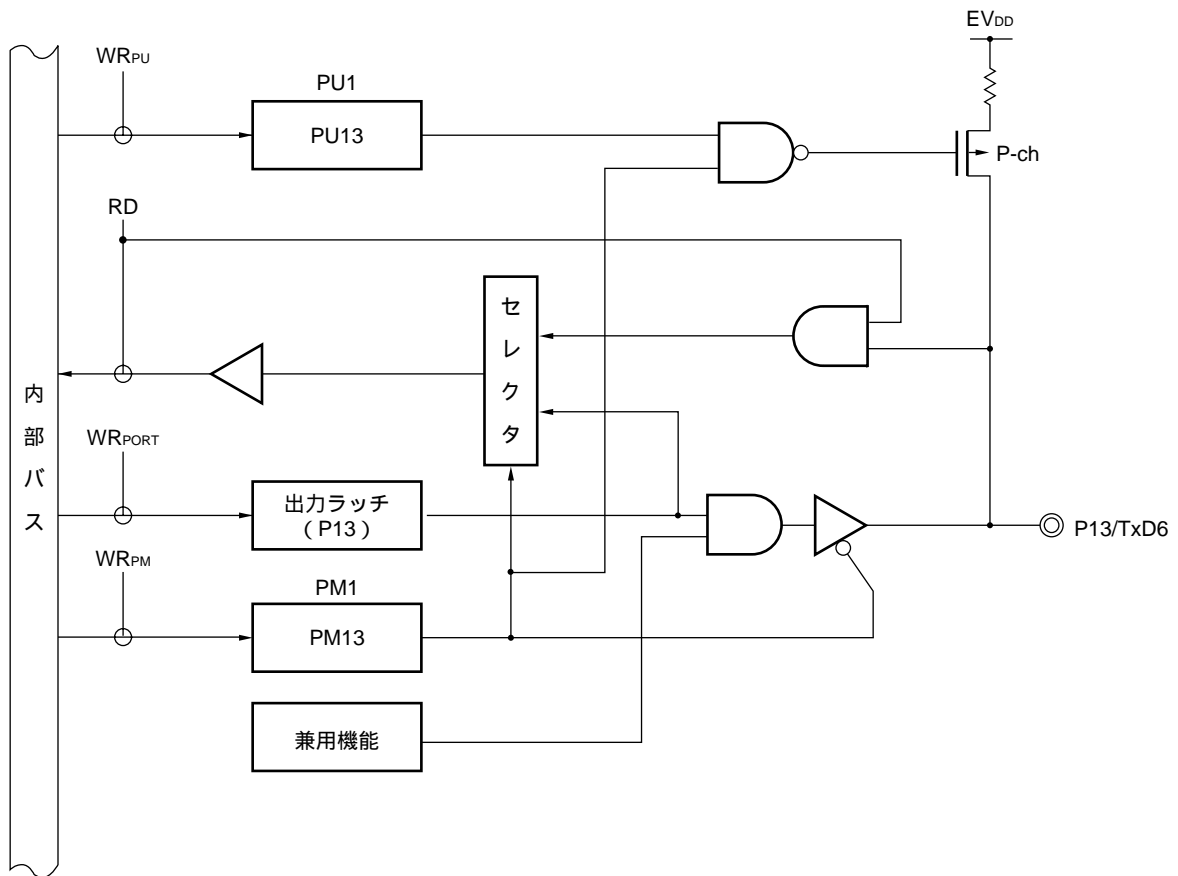 EVDD
WRPU
PU1
PU13
P-ch
RD
セレクタ
内部バス
WRPORT
出力ラッチ
（P13）
P13/TxD6
WRPM
PM1
PM13
兼用機能